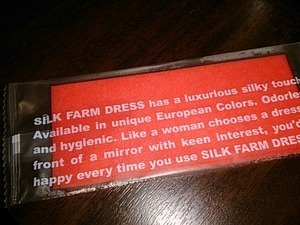 SILK FARM DRESS has a luxurious silky touch
Available in unique European Colors. Odorles
and hygienic. Like a woman chooses a dress
front of a mirror with keen interest, you'd
happy every time you use SILK FARM DRES